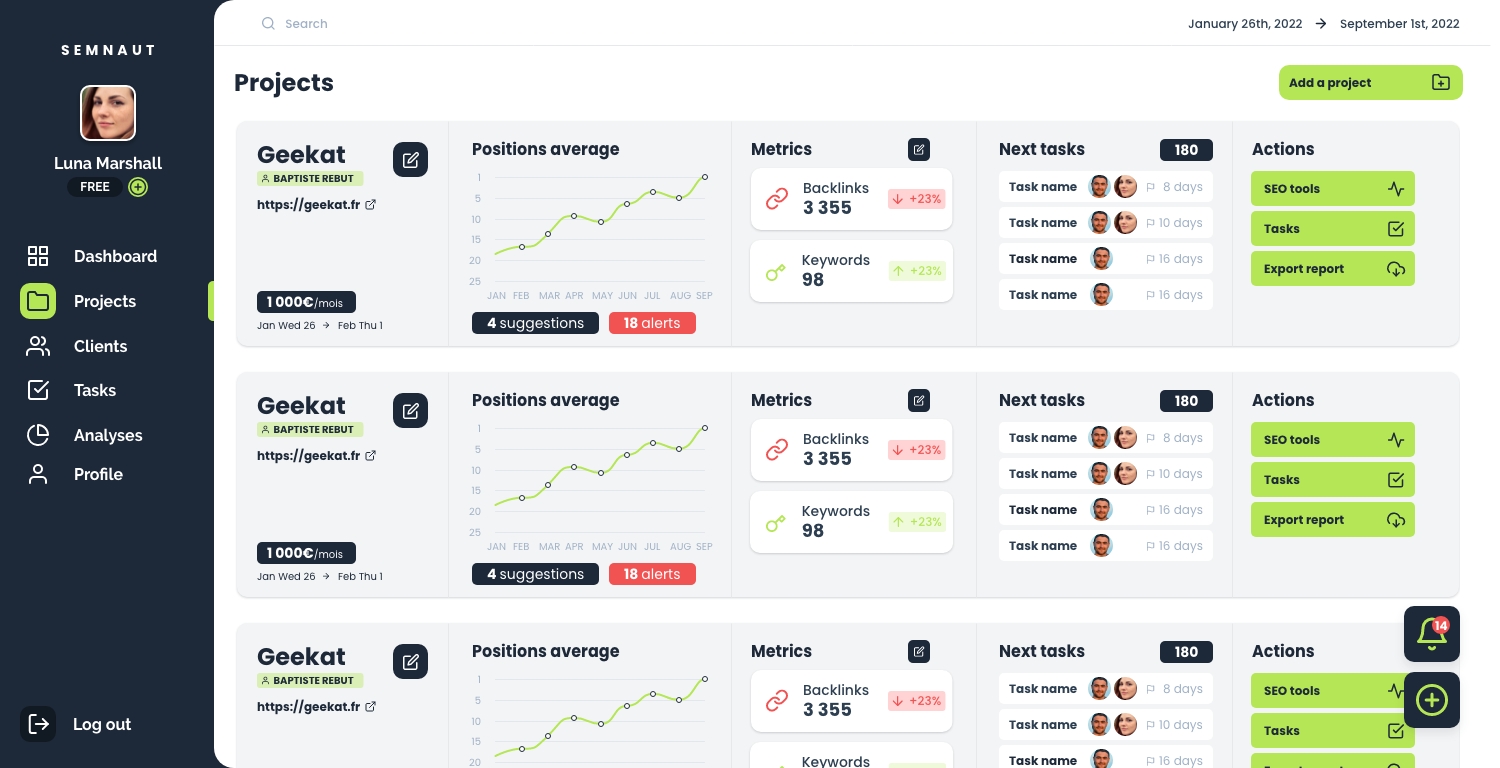 SEMNAUT
Luna Marshall
FREE
Dashboard
Projects
Clients
Tasks
Analyses
Profile
Log out
Search
January 26th, 2022 → September 1st, 2022
Projects
Add a project
Geekat
BAPTISTE REBUT
https://geekat.fr
1 000€/mois
Jan Wed 26 → Feb Thu 1
Positions average
1
5
10
15
20
25
JAN FEB MAR APR MAY JUN JUL AUG SEP
4 suggestions
18 alerts
Metrics
Backlinks
3 355
+23%
Keywords
98
+23%
Next tasks
180
Task name 8 days
Task name 10 days
Task name 16 days
Task name 16 days
Actions
SEO tools
Tasks
Export report
Geekat
BAPTISTE REBUT
https://geekat.fr
1 000€/mois
Jan Wed 26 → Feb Thu 1
Positions average
1
5
10
15
20
25
JAN FEB MAR APR MAY JUN JUL AUG SEP
4 suggestions
18 alerts
Metrics
Backlinks
3 355
+23%
Keywords
98
+23%
Next tasks
180
Task name 8 days
Task name 10 days
Task name 16 days
Task name 16 days
Actions
SEO tools
Tasks
Export report
Geekat
BAPTISTE REBUT
https://geekat.fr
Positions average
1
5
10
15
20
Metrics
Backlinks
3 355
+23%
Keywords
Next tasks
180
Task name 8 days
Task name 10 days
Task name 16 days
Actions
SEO tools
Tasks
14